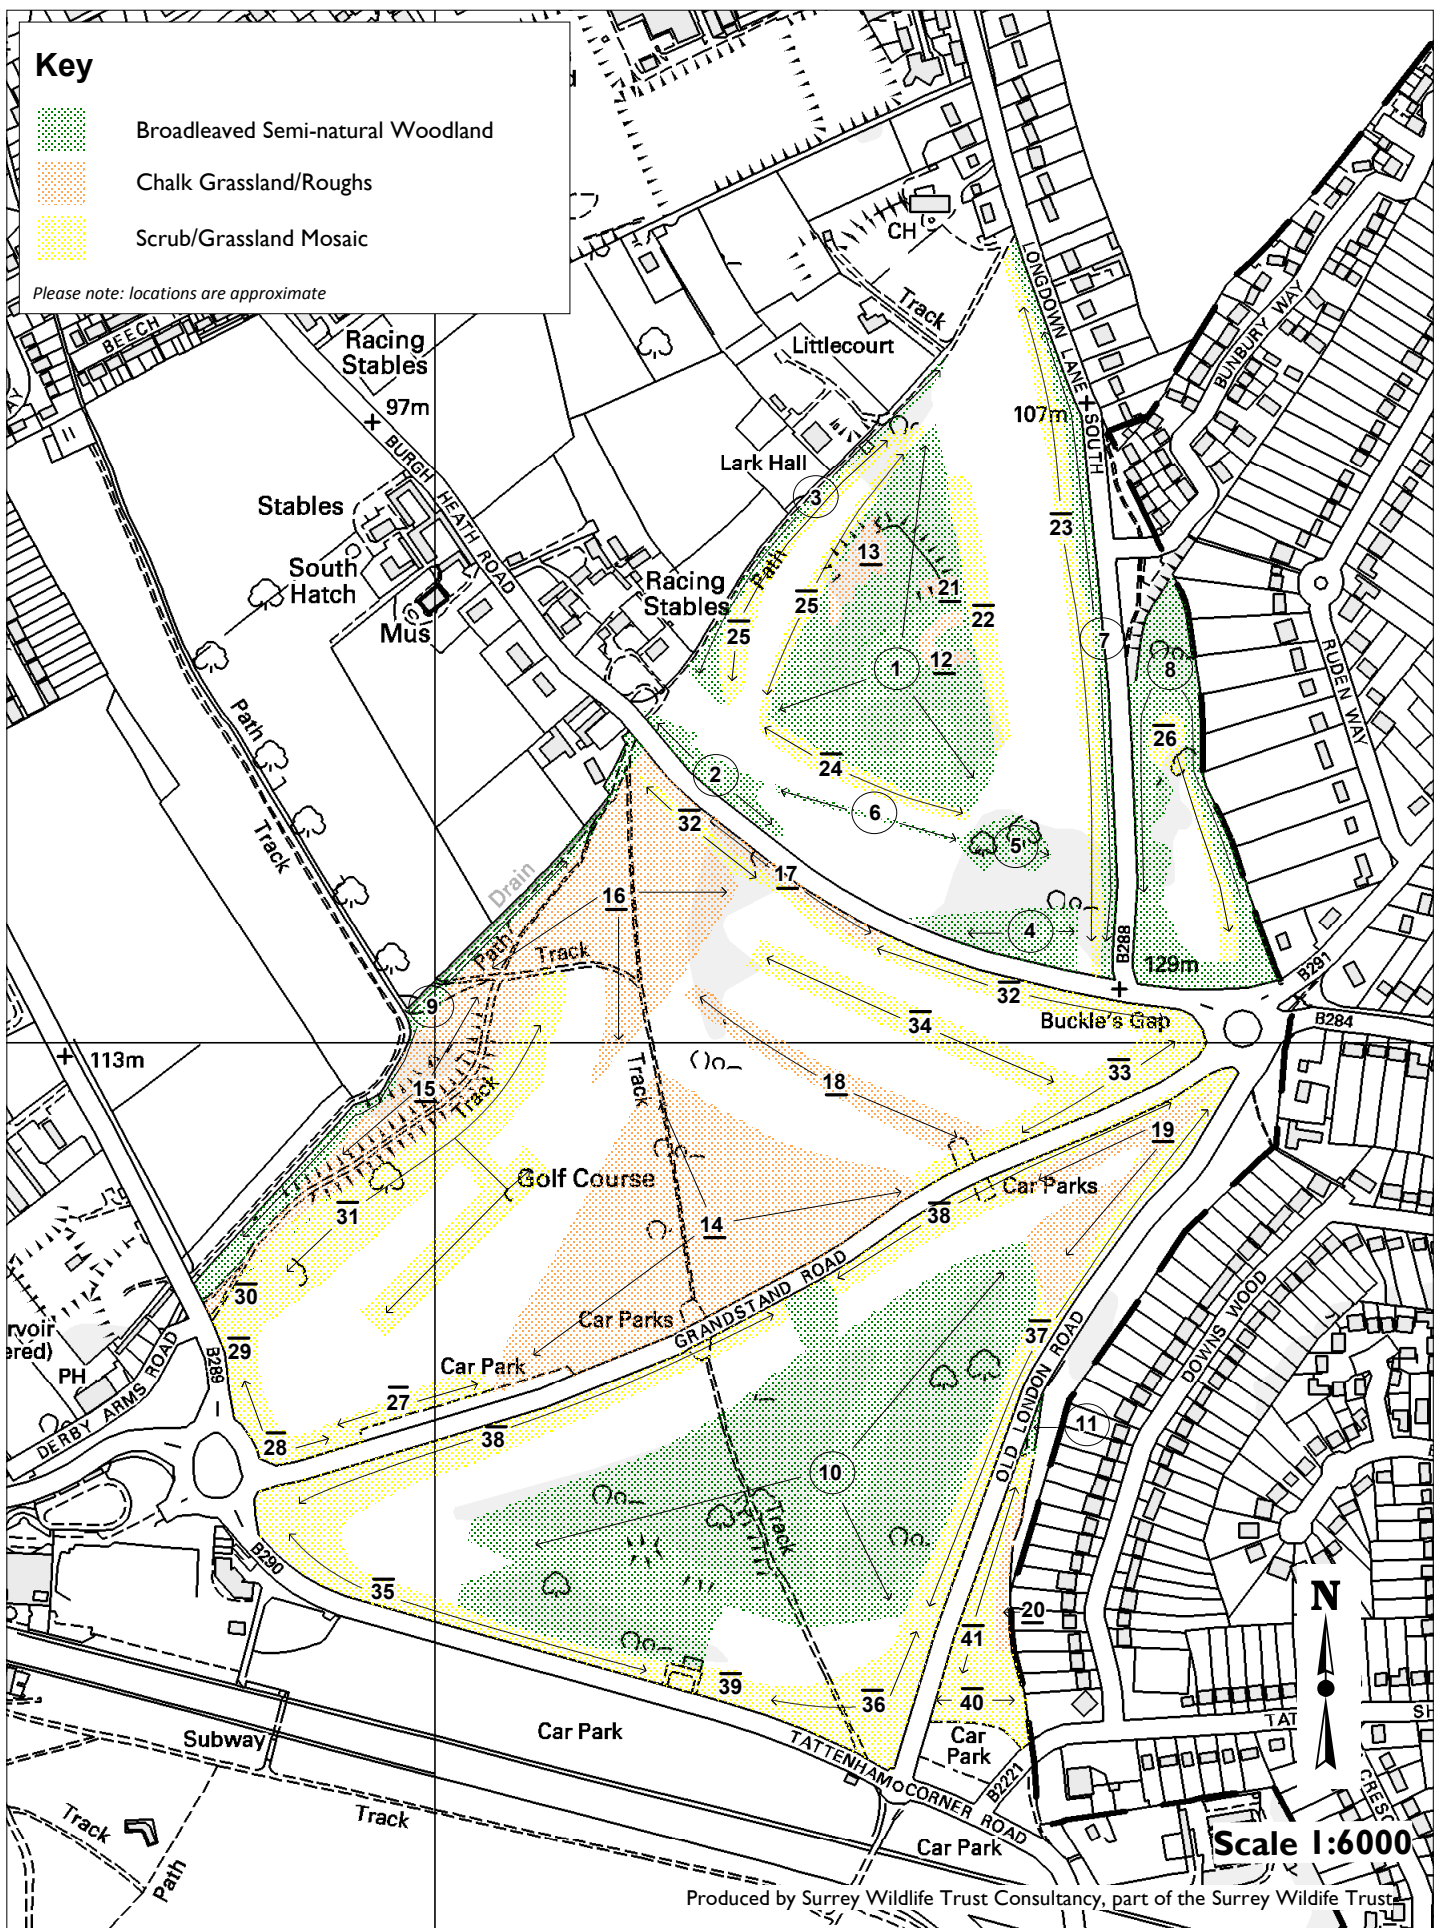 Key
Broadleaved Semi-natural Woodland
Chalk Grassland/Roughs
Scrub/Grassland Mosaic
Please note: locations are approximate
CH
LONGDOWN LANE SOUTH
Track
BEECH
Racing
Stables
Littlecourt
BUNBURY WAY
97m
107m
BURGH HEATH ROAD
Lark Hall
3
Stables
23
13
Path
South
Hatch
Racing
Stables
21
25
22
Mus
25
7
12
1
8
RUDEN WAY
Path
26
24
2
6
32
5
Track
17
Drain
16
4
B288
Path
Track
129m
B291
9
32
34
Buckle's Gap
B284
113m
33
Track
18
15
Track
19
Golf Course
Car Parks
31
38
14
30
GRANDSTAND ROAD
DOWNS WOOD
Car Parks
rvoir
ered)
29
37
PH
B289
Car Park
27
OLD LONDON ROAD
DERBY ARMS ROAD
28
38
11
10
Track
B290
35
N
20
41
39
36
40
Car Park
Subway
Car
Park
TAT
SH
TATTENHAM CORNER ROAD
B2221
CRESC
Track
Track
Path
Car Park
Scale 1:6000
Produced by Surrey Wildlife Trust Consultancy, part of the Surrey Wildlife Trust